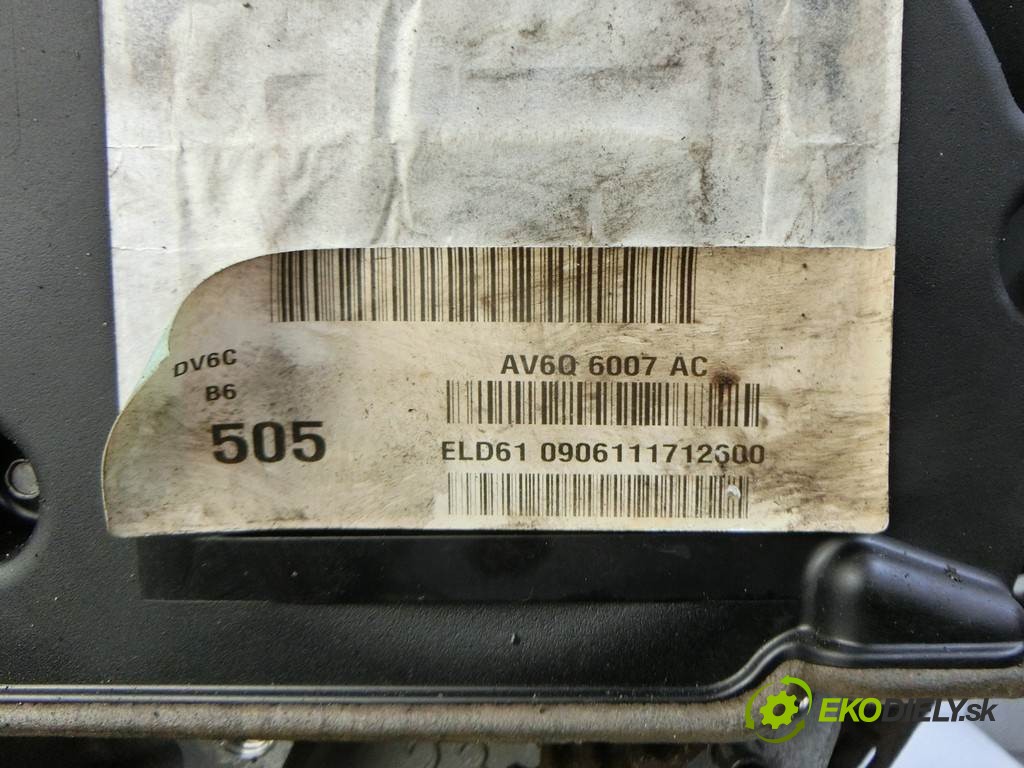 DV6C
B6
505
AV6Q 6007 AC
ELD61 0906111712600
EKODIELY.sk